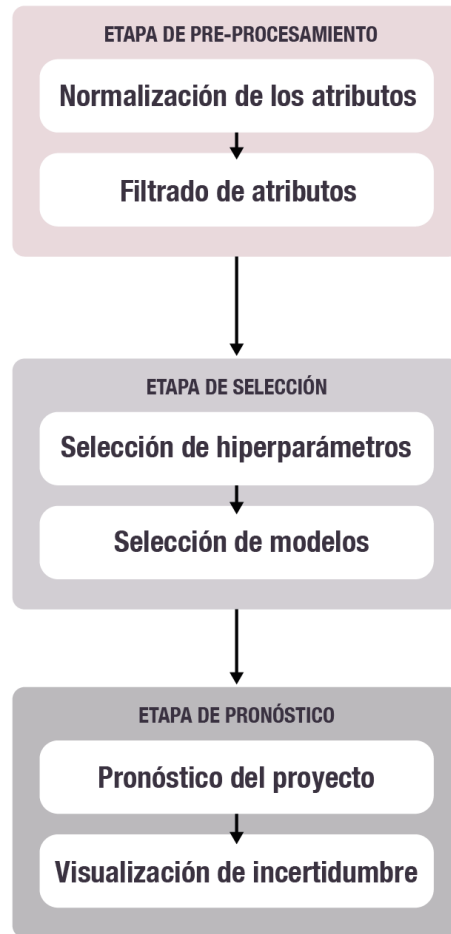 ETAPA DE PRE-PROCESAMIENTO
Normalización de los atributos
Filtrado de atributos
ETAPA DE SELECCIÓN
Selección de hiperparámetros
Selección de modelos
ETAPA DE PRONÓSTICO
Pronóstico del proyecto
Visualización de incertidumbre